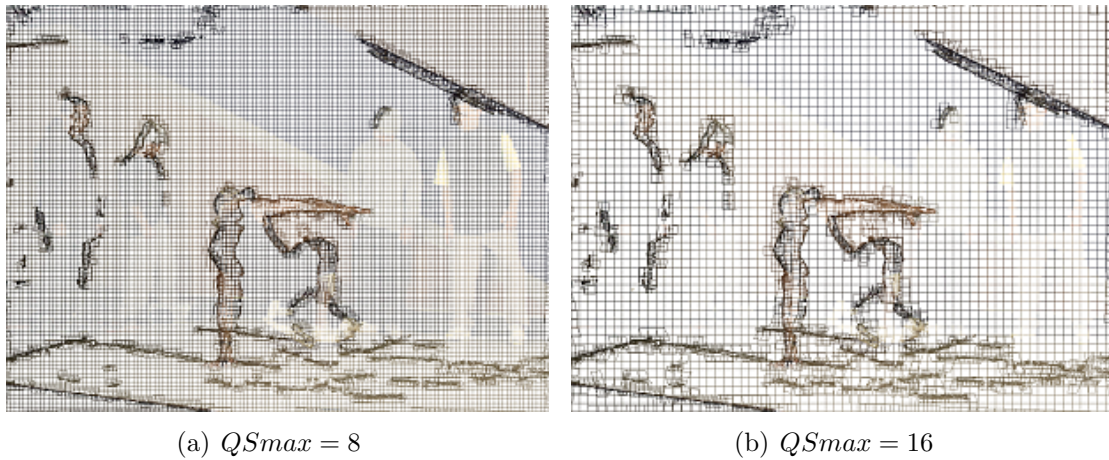 (a) QSmax = 8
(b) QSmax = 16